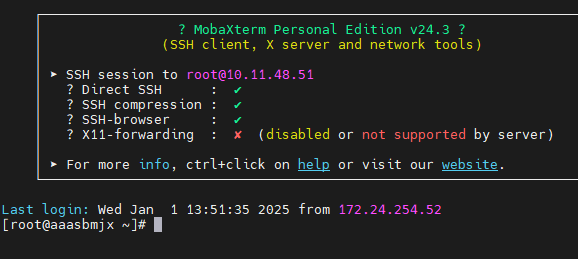 ? MobaXterm Personal Edition v24.3 ?
(SSH client, X server and network tools)
➤ SSH session to root@10.11.48.51
? Direct SSH : ✔
? SSH compression : ✔
? SSH-browser : ✔
? X11-forwarding : ✘ (disabled or not supported by server)
➤ For more info, ctrl+click on help or visit our website.
Last login: Wed Jan 1 13:51:35 2025 from 172.24.254.52
[root@aaasbmjx ~]#